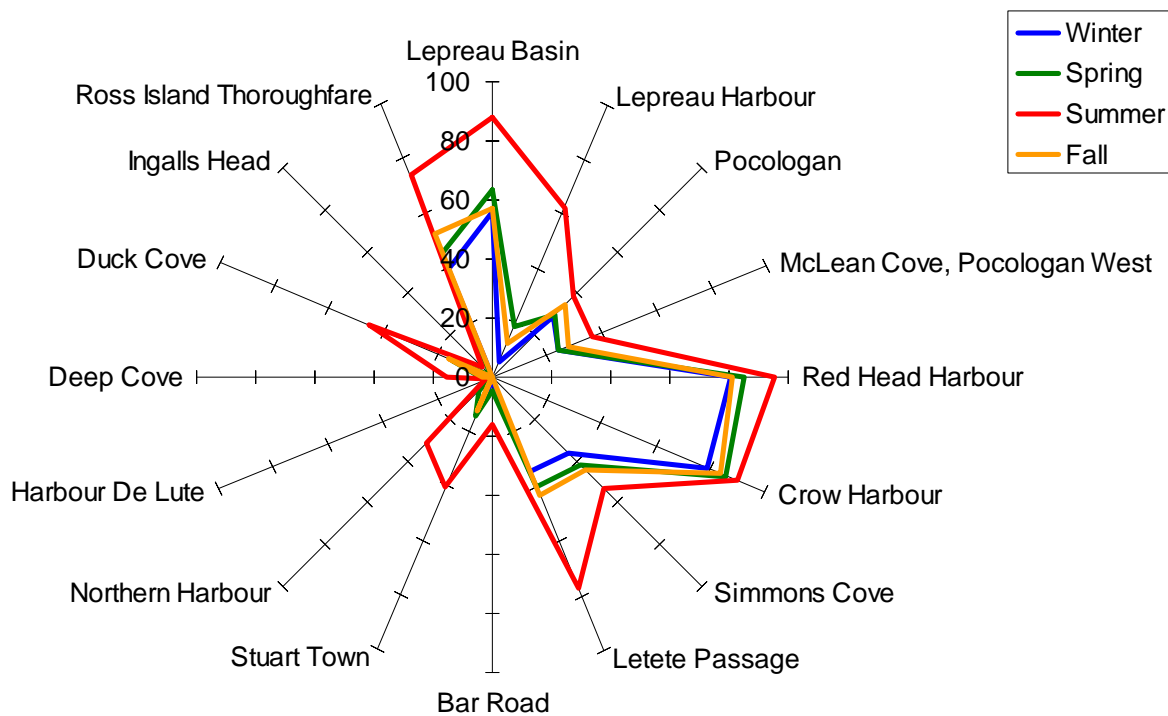 Winter
Spring
Summer
Fall
Lepreau Basin
100
80
60
40
20
0
Lepreau Harbour
Pocologan
McLean Cove, Pocologan West
Red Head Harbour
Crow Harbour
Simmons Cove
Letete Passage
Bar Road
Stuart Town
Northern Harbour
Harbour De Lute
Deep Cove
Duck Cove
Ingalls Head
Ross Island Thoroughfare